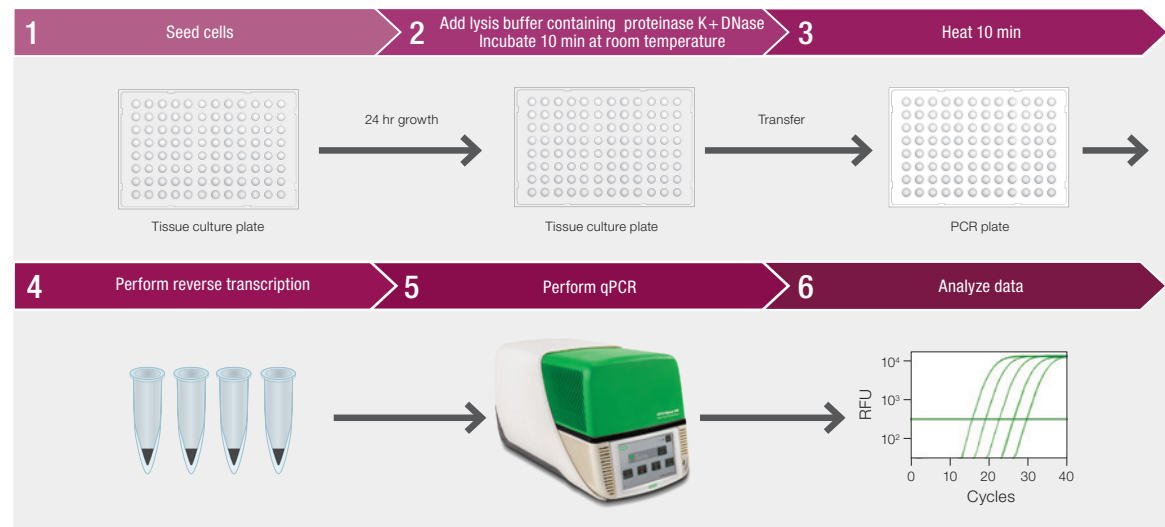 1
Seed cells
2
Add lysis buffer containing proteinase K+DNase
Incubate 10 min at room temperature
3
Heat 10 min
24 hr growth
Transfer
Tissue culture plate
Tissue culture plate
PCR plate
4
Perform reverse transcription
5
Perform qPCR
6
Analyze data
10⁴
10³
10²
RFU
0 10 20 30 40
Cycles